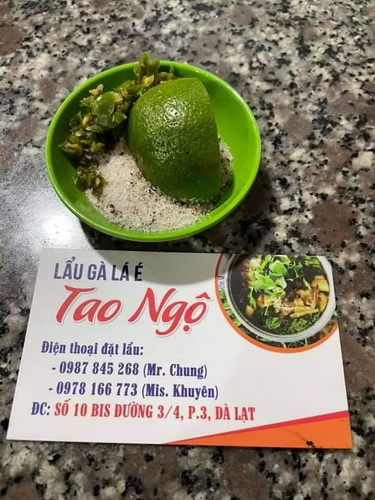 LẨU GÀ LÁ É
Tao Ngộ
Điện thoại đặt lẩu:
- 0987 845 268 (Mr. Chung)
- 0978 166 773 (Mis. Khuyên)
ĐC: SỐ 10 BIS ĐƯỜNG 3/4, P.3, ĐÀ LẠT